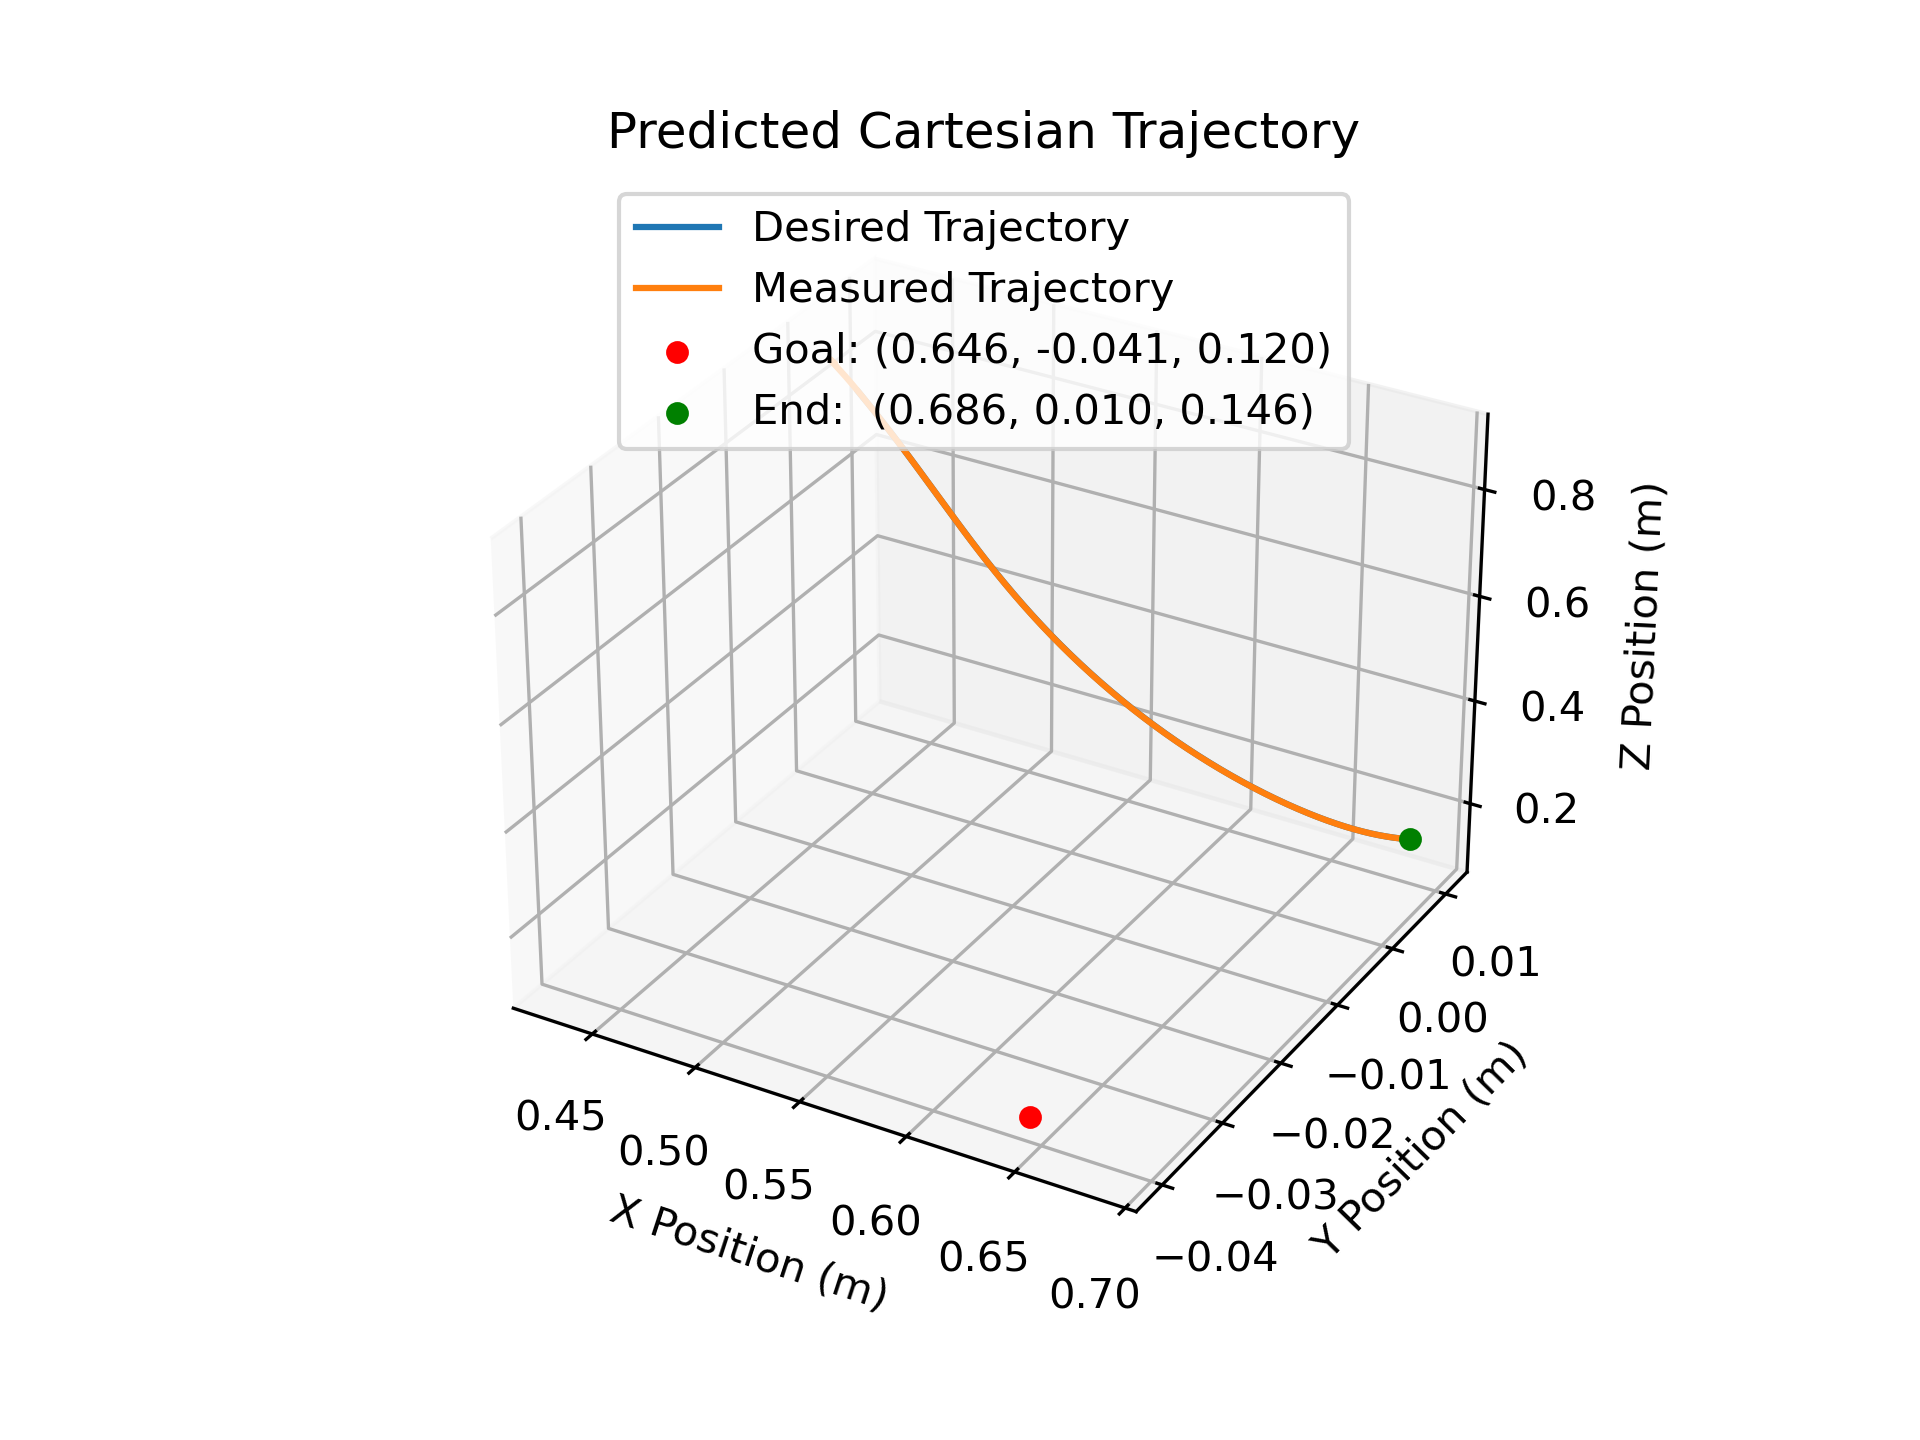 Predicted Cartesian Trajectory
Desired Trajectory
Measured Trajectory
Goal: (0.646, -0.041, 0.120)
End:  (0.686, 0.010, 0.146)
0.8
0.6
0.4
0.2
Z Position (m)
0.01
0.00
−0.01
−0.02
−0.03
−0.04
Y Position (m)
0.45
0.50
0.55
0.60
0.65
0.70
X Position (m)